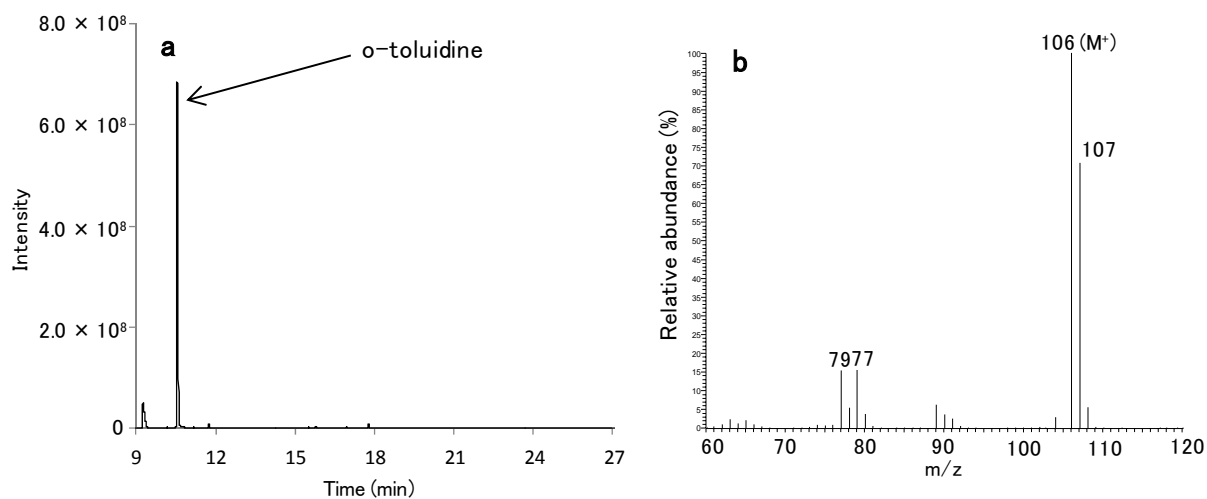 a
o-toluidine
8.0 × 10⁸
6.0 × 10⁸
4.0 × 10⁸
2.0 × 10⁸
0
Intensity
9 12 15 18 21 24 27
Time (min)
b
106 (M⁺)
107
7977
100
95
90
85
80
75
70
65
60
55
50
45
40
35
30
25
20
15
10
5
0
Relative abundance (%)
60 70 80 90 100 110 120
m/z